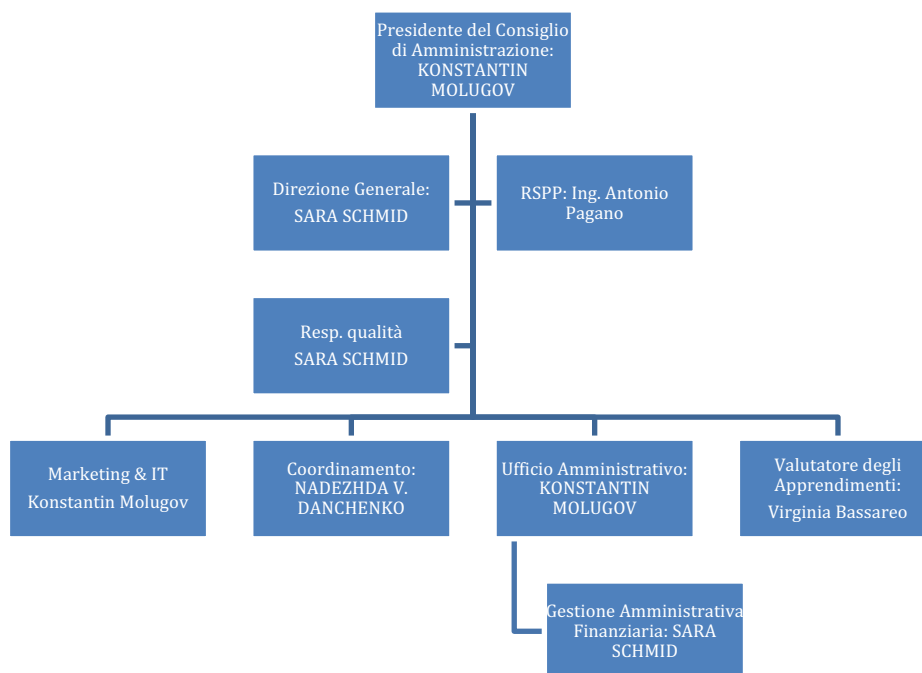 Presidente del Consiglio
di Amministrazione:
KONSTANTIN
MOLUGOV
Direzione Generale:
SARA SCHMID
RSPP: Ing. Antonio
Pagano
Resp. qualità
SARA SCHMID
Marketing & IT
Konstantin Molugov
Coordinamento:
NADEZHDA V.
DANCHENKO
Ufficio Amministrativo:
KONSTANTIN
MOLUGOV
Valutatore degli
Apprendimenti:
Virginia Bassareo
Gestione Amministrativa
Finanziaria: SARA
SCHMID